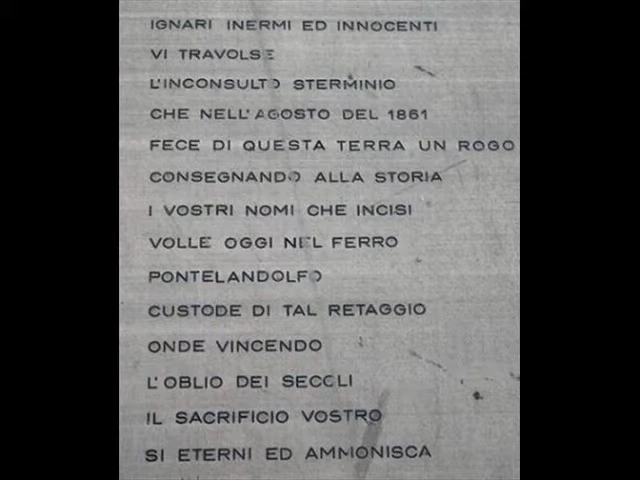 IGNARI INERMI ED INNOCENTI
VI TRAVOLSE
L'INCONSULTO STERMINIO
CHE NELL'AGOSTO DEL 1861
FECE DI QUESTA TERRA UN ROGO
CONSEGNANDO ALLA STORIA
I VOSTRI NOMI CHE INCISI
VOLLE OGGI NEL FERRO
PONTELANDOLFO
CUSTODE DI TAL RETAGGIO
ONDE VINCENDO
L'OBLIO DEI SECOLI
IL SACRIFICIO VOSTRO
SI ETERNI ED AMMONISCA